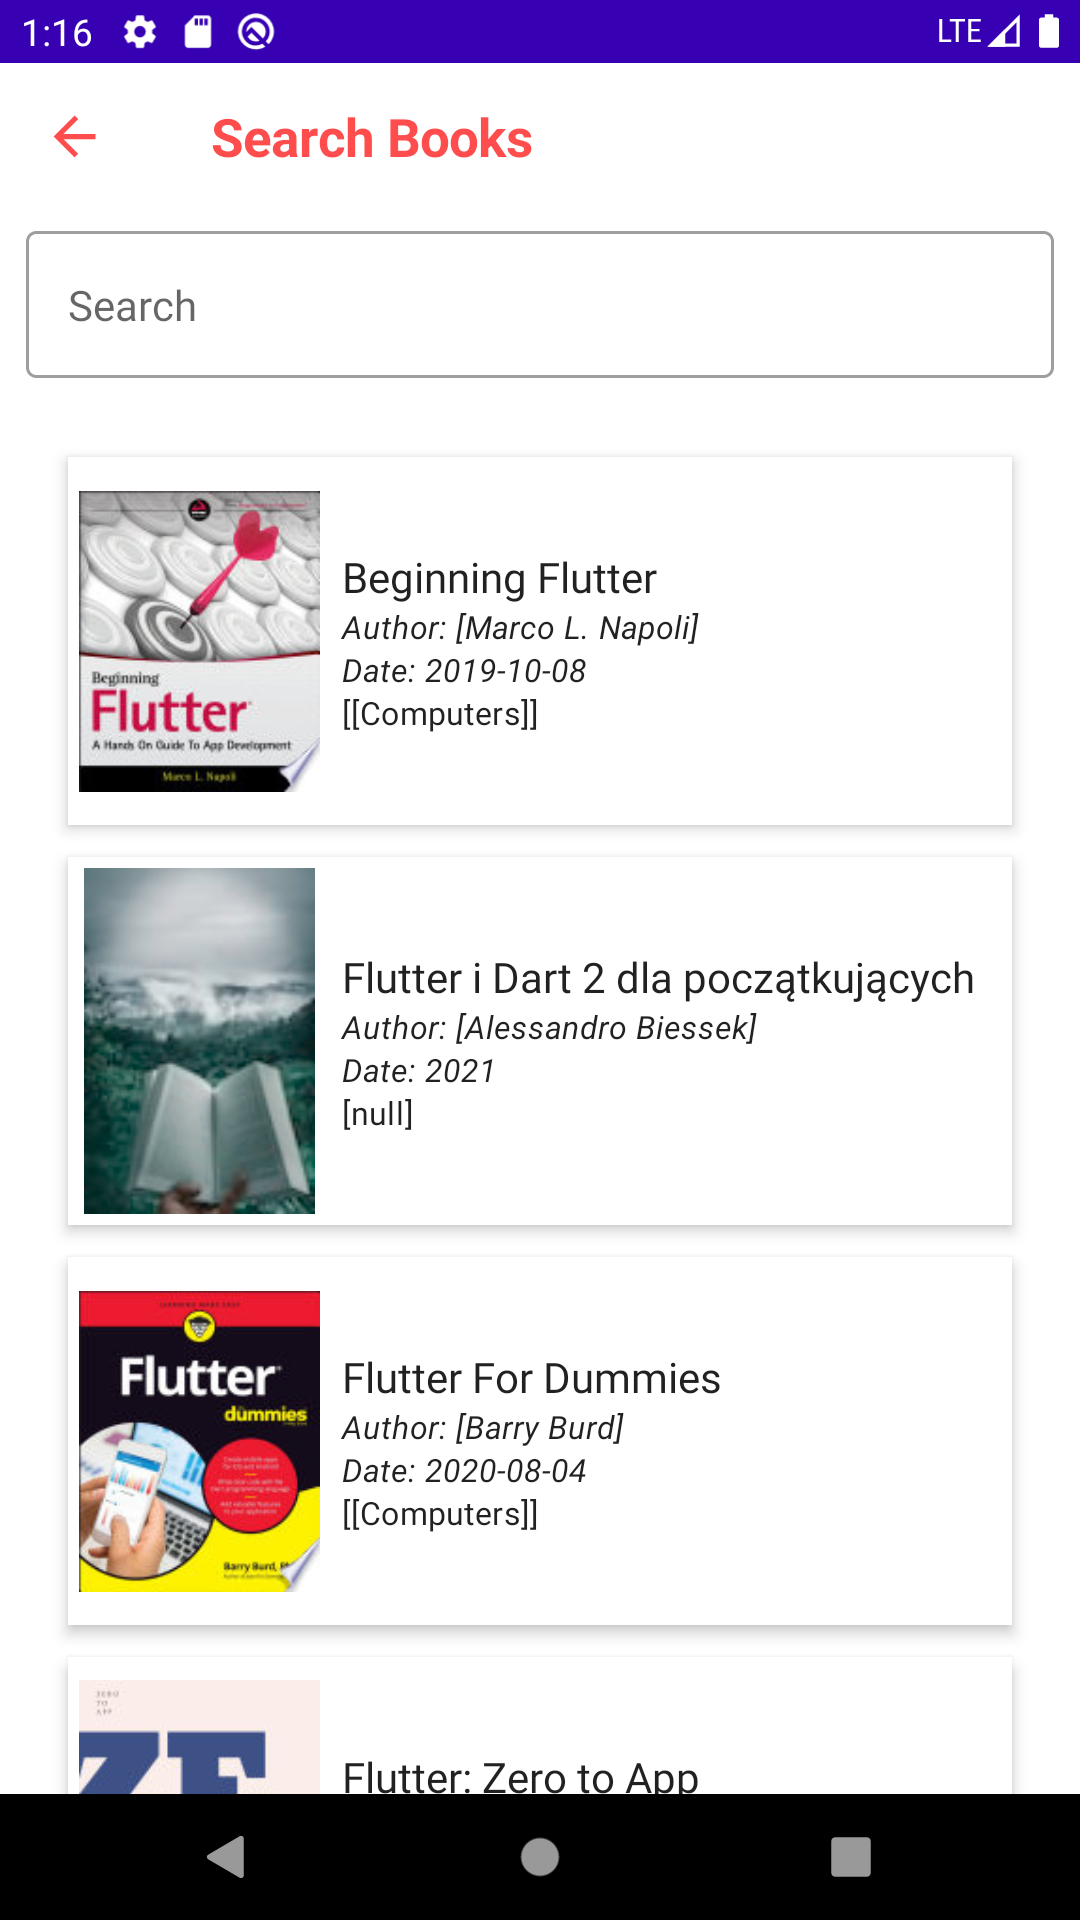 1:16
LTE
Search Books
Search
Beginning
Flutter
A Hands On Guide To App Development
Marco L. Napoli
Beginning Flutter
Author: [Marco L. Napoli]
Date: 2019-10-08
[[Computers]]
Flutter i Dart 2 dla początkujących
Author: [Alessandro Biessek]
Date: 2021
[null]
Flutter
dummies
Barry Burd,
Flutter For Dummies
Author: [Barry Burd]
Date: 2020-08-04
[[Computers]]
ZERO
TO
APP
ZF
Flutter: Zero to App